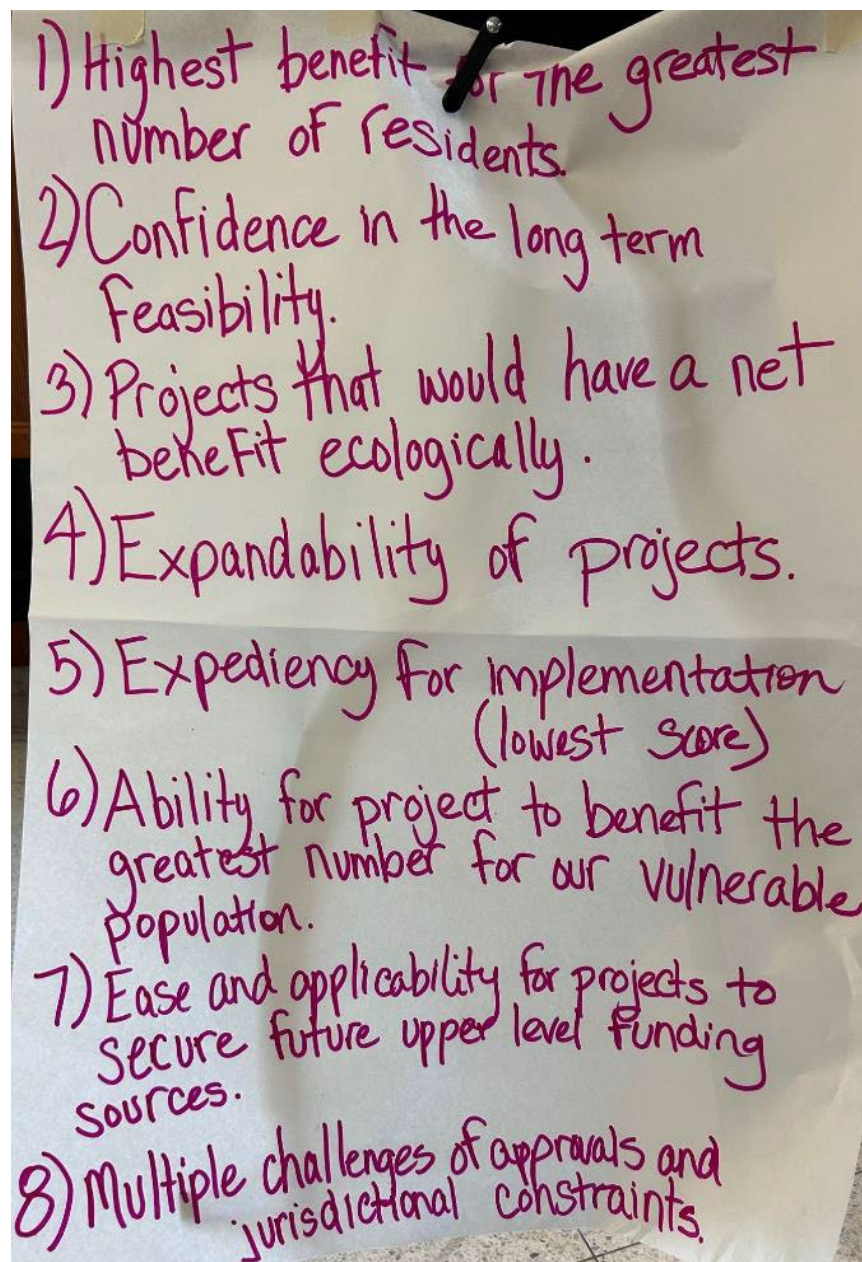 1) Highest benefit for the greatest
number of residents.
2) Confidence in the long term
feasibility.
3) Projects that would have a net
benefit ecologically.
4) Expandability of projects.
5) Expediency for implementation
(lowest score)
6) Ability for project to benefit the
greatest number for our vulnerable
population.
7) Ease and applicability for projects to
secure future upper level funding
sources.
8) Multiple challenges of approvals and
jurisdictional constraints.